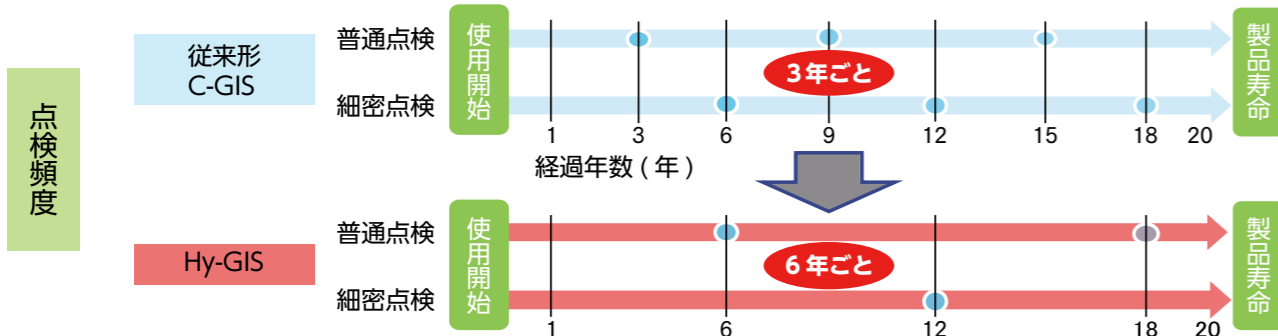 点検頻度
従来形
C-GIS
普通点検
細密点検
使用開始
3年ごと
製品寿命
1 3 6 9 12 15 18 20
経過年数 ( 年 )
Hy-GIS
普通点検
細密点検
使用開始
6年ごと
製品寿命
1 6 12 18 20